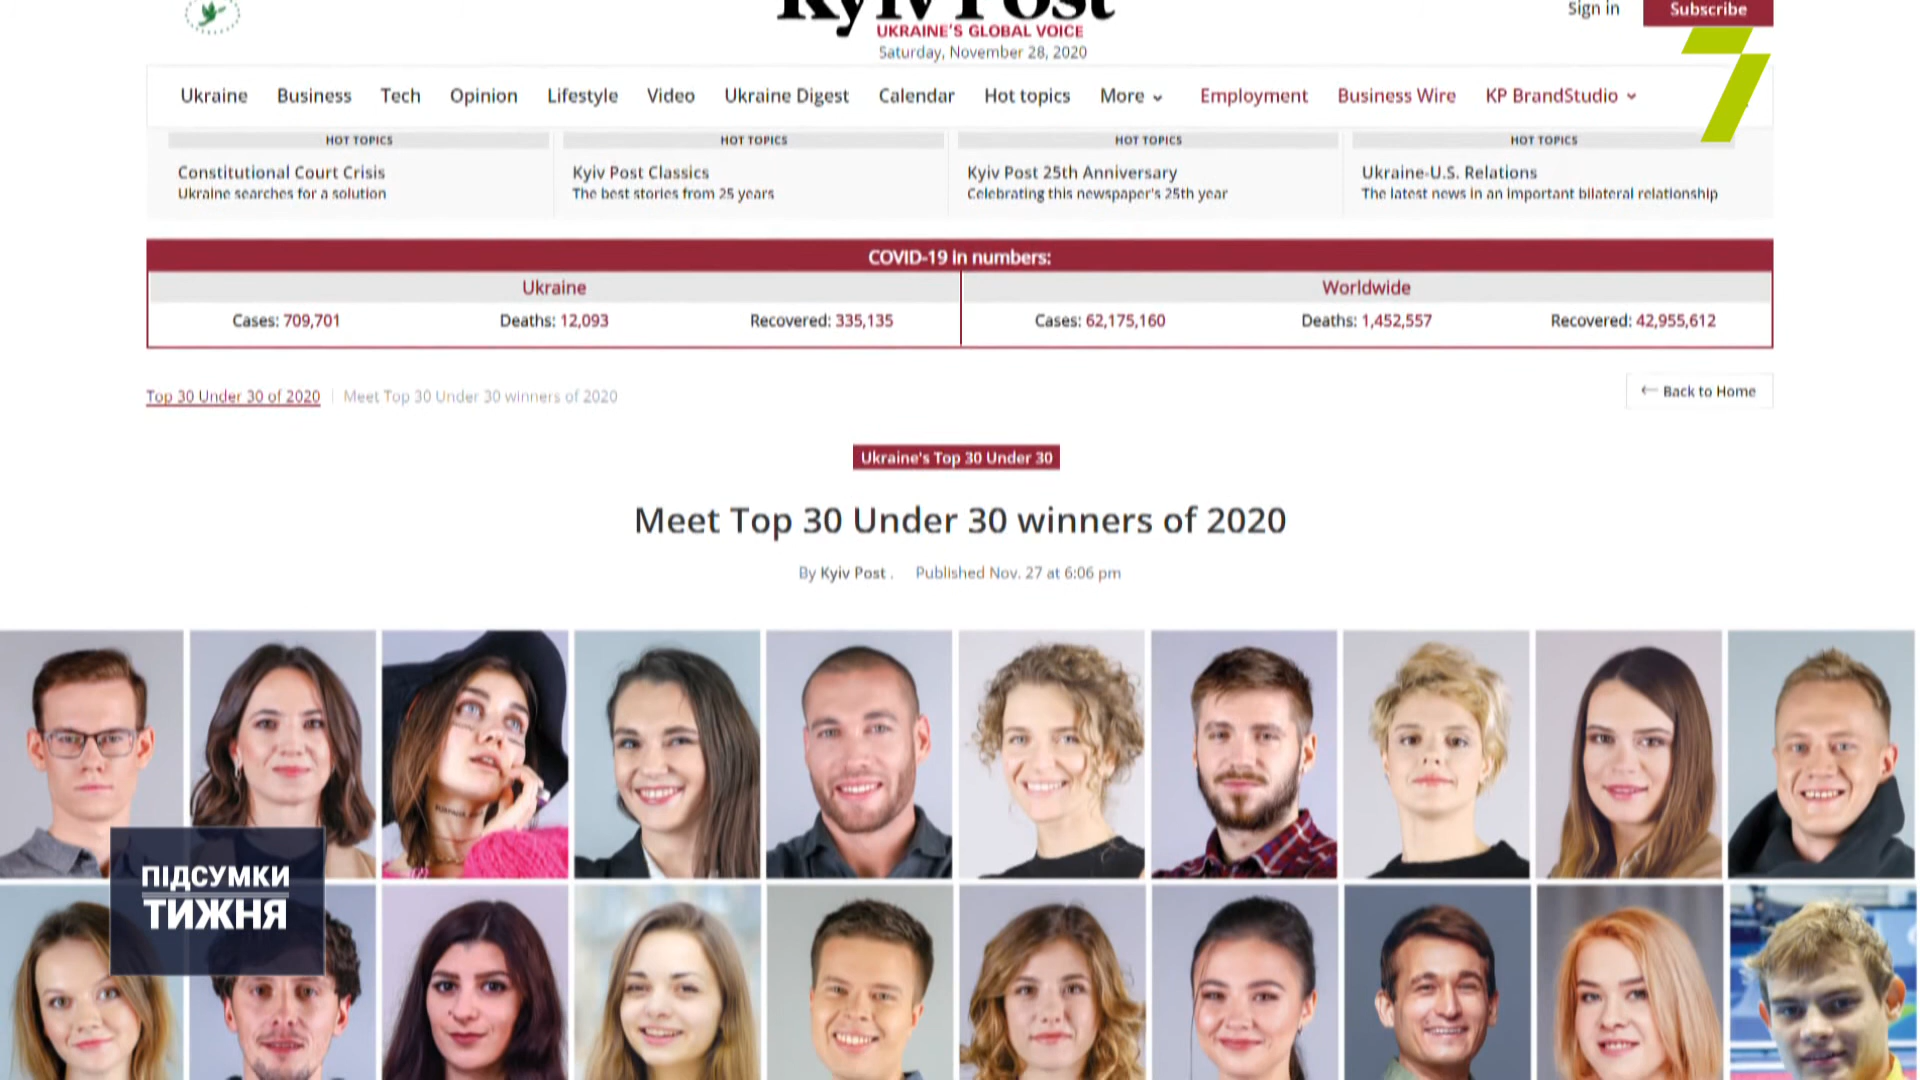 Kyiv Post
UKRAINE'S GLOBAL VOICE
Saturday, November 28, 2020
Sign in
Subscribe
7
Ukraine Business Tech Opinion Lifestyle Video Ukraine Digest Calendar Hot topics More Employment Business Wire KP BrandStudio
HOT TOPICS HOT TOPICS HOT TOPICS HOT TOPICS
Constitutional Court Crisis
Ukraine searches for a solution
Kyiv Post Classics
The best stories from 25 years
Kyiv Post 25th Anniversary
Celebrating this newspaper's 25th year
Ukraine-U.S. Relations
The latest news in an important bilateral relationship
COVID-19 in numbers:
Ukraine Worldwide
Cases: 709,701 Deaths: 12,093 Recovered: 335,135 Cases: 62,175,160 Deaths: 1,452,557 Recovered: 42,955,612
Top 30 Under 30 of 2020 Meet Top 30 Under 30 winners of 2020
← Back to Home
Ukraine's Top 30 Under 30
Meet Top 30 Under 30 winners of 2020
By Kyiv Post . Published Nov. 27 at 6:06 pm
ПІДСУМКИ
ТИЖНЯ